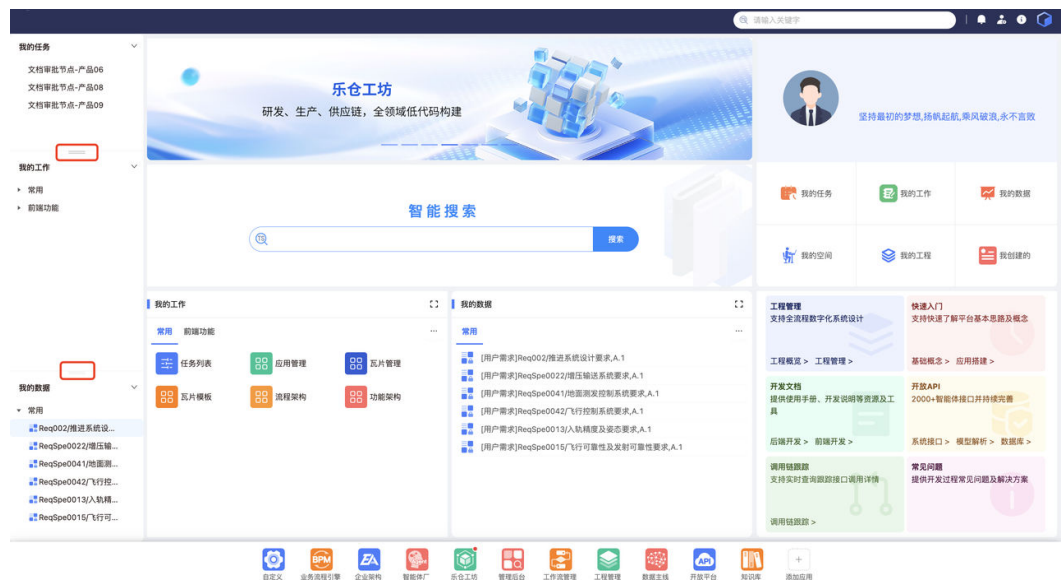 请输入关键字
我的任务
文档审批节点-产品06
文档审批节点-产品08
文档审批节点-产品09
我的工作
常用
前端功能
我的数据
常用
Req002/推进系统设...
ReqSpe0022/增压输...
ReqSpe0041/地面测...
ReqSpe0042/飞行控...
ReqSpe0013/入轨精...
ReqSpe0015/飞行可...
乐仓工坊
研发、生产、供应链，全领域低代码构建
坚持最初的梦想,扬帆起航,乘风破浪,永不言败
智能搜索
搜索
我的任务 我的工作 我的数据
我的空间 我的工程 我创建的
我的工作
常用 前端功能 ...
任务列表 应用管理 瓦片管理
瓦片模板 流程架构 功能架构
我的数据
常用 ...
[用户需求]Req002/推进系统设计要求,A.1
[用户需求]ReqSpe0022/增压输送系统要求,A.1
[用户需求]ReqSpe0041/地面测发控制系统要求,A.1
[用户需求]ReqSpe0042/飞行控制系统要求,A.1
[用户需求]ReqSpe0013/入轨精度及姿态要求,A.1
[用户需求]ReqSpe0015/飞行可靠性及发射可靠性要求,A.1
工程管理
支持全流程数字化系统设计
工程概览 > 工程管理 >
快速入门
支持快速了解平台基本思路及概念
基础概念 > 应用搭建 >
开发文档
提供使用手册、开发说明等资源及工
具
后端开发 > 前端开发 >
开放API
2000+智能体接口并持续完善
系统接口 > 模型解析 > 数据库 >
调用链跟踪
支持实时查询跟踪接口调用详情
调用链跟踪 >
常见问题
提供开发过程常见问题及解决方案
BPM EA API
自定义 业务流程引擎 企业架构 智能体厂 乐仓工坊 管理后台 工作流管理 工程管理 数据主线 开放平台 知识库 添加应用